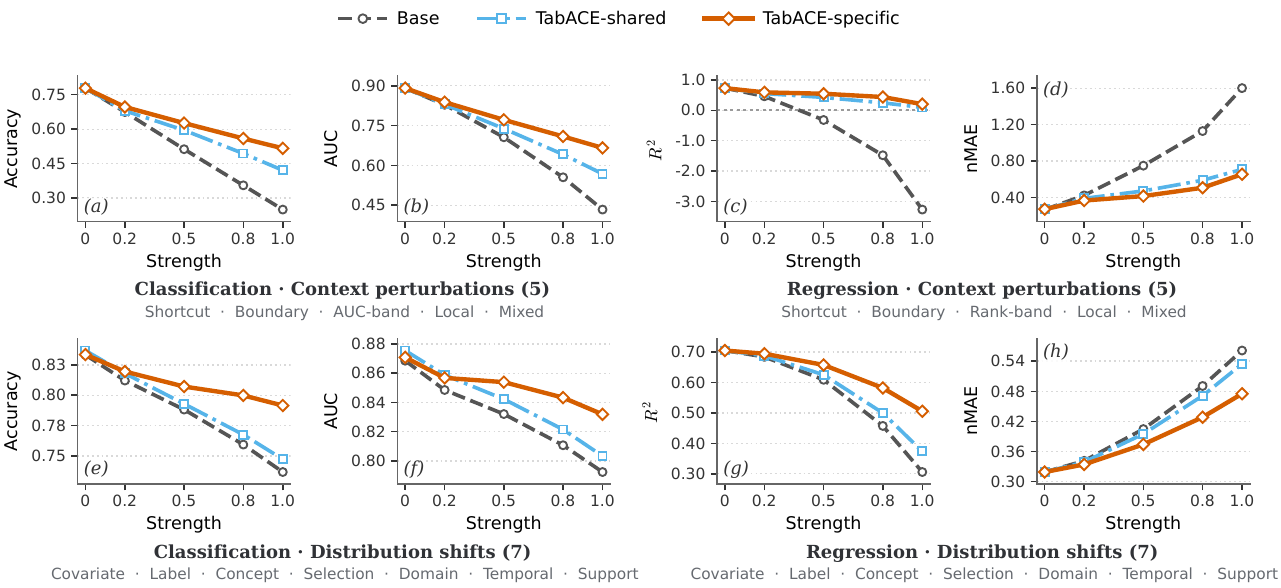 Base TabACE-shared TabACE-specific
Accuracy
0.75
0.60
0.45
0.30
(a)
0 0.2 0.5 0.8 1.0
Strength
AUC
0.90
0.75
0.60
0.45
(b)
0 0.2 0.5 0.8 1.0
Strength
Classification · Context perturbations (5)
Shortcut · Boundary · AUC-band · Local · Mixed
R²
1.0
0.0
-1.0
-2.0
-3.0
(c)
0 0.2 0.5 0.8 1.0
Strength
nMAE
1.60
1.20
0.80
0.40
(d)
0 0.2 0.5 0.8 1.0
Strength
Regression · Context perturbations (5)
Shortcut · Boundary · Rank-band · Local · Mixed
Accuracy
0.83
0.80
0.78
0.75
(e)
0 0.2 0.5 0.8 1.0
Strength
AUC
0.88
0.86
0.84
0.82
0.80
(f)
0 0.2 0.5 0.8 1.0
Strength
Classification · Distribution shifts (7)
Covariate · Label · Concept · Selection · Domain · Temporal · Support
R²
0.70
0.60
0.50
0.40
0.30
(g)
0 0.2 0.5 0.8 1.0
Strength
nMAE
0.54
0.48
0.42
0.36
0.30
(h)
0 0.2 0.5 0.8 1.0
Strength
Regression · Distribution shifts (7)
Covariate · Label · Concept · Selection · Domain · Temporal · Support